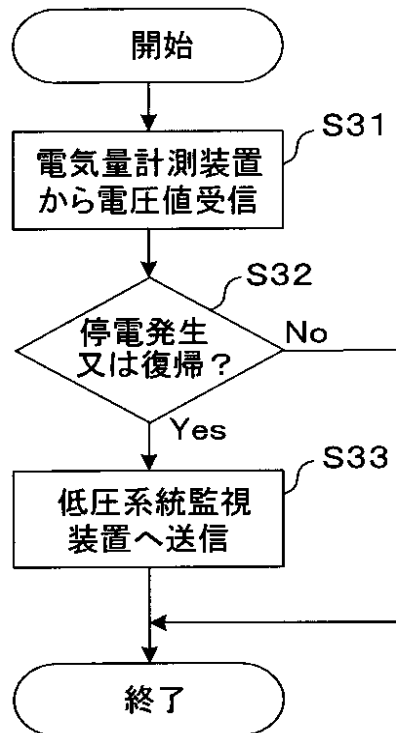 開始
S31
電気量計測装置
から電圧値受信
S32
停電発生
又は復帰?
No
Yes
S33
低圧系統監視
装置へ送信
終了